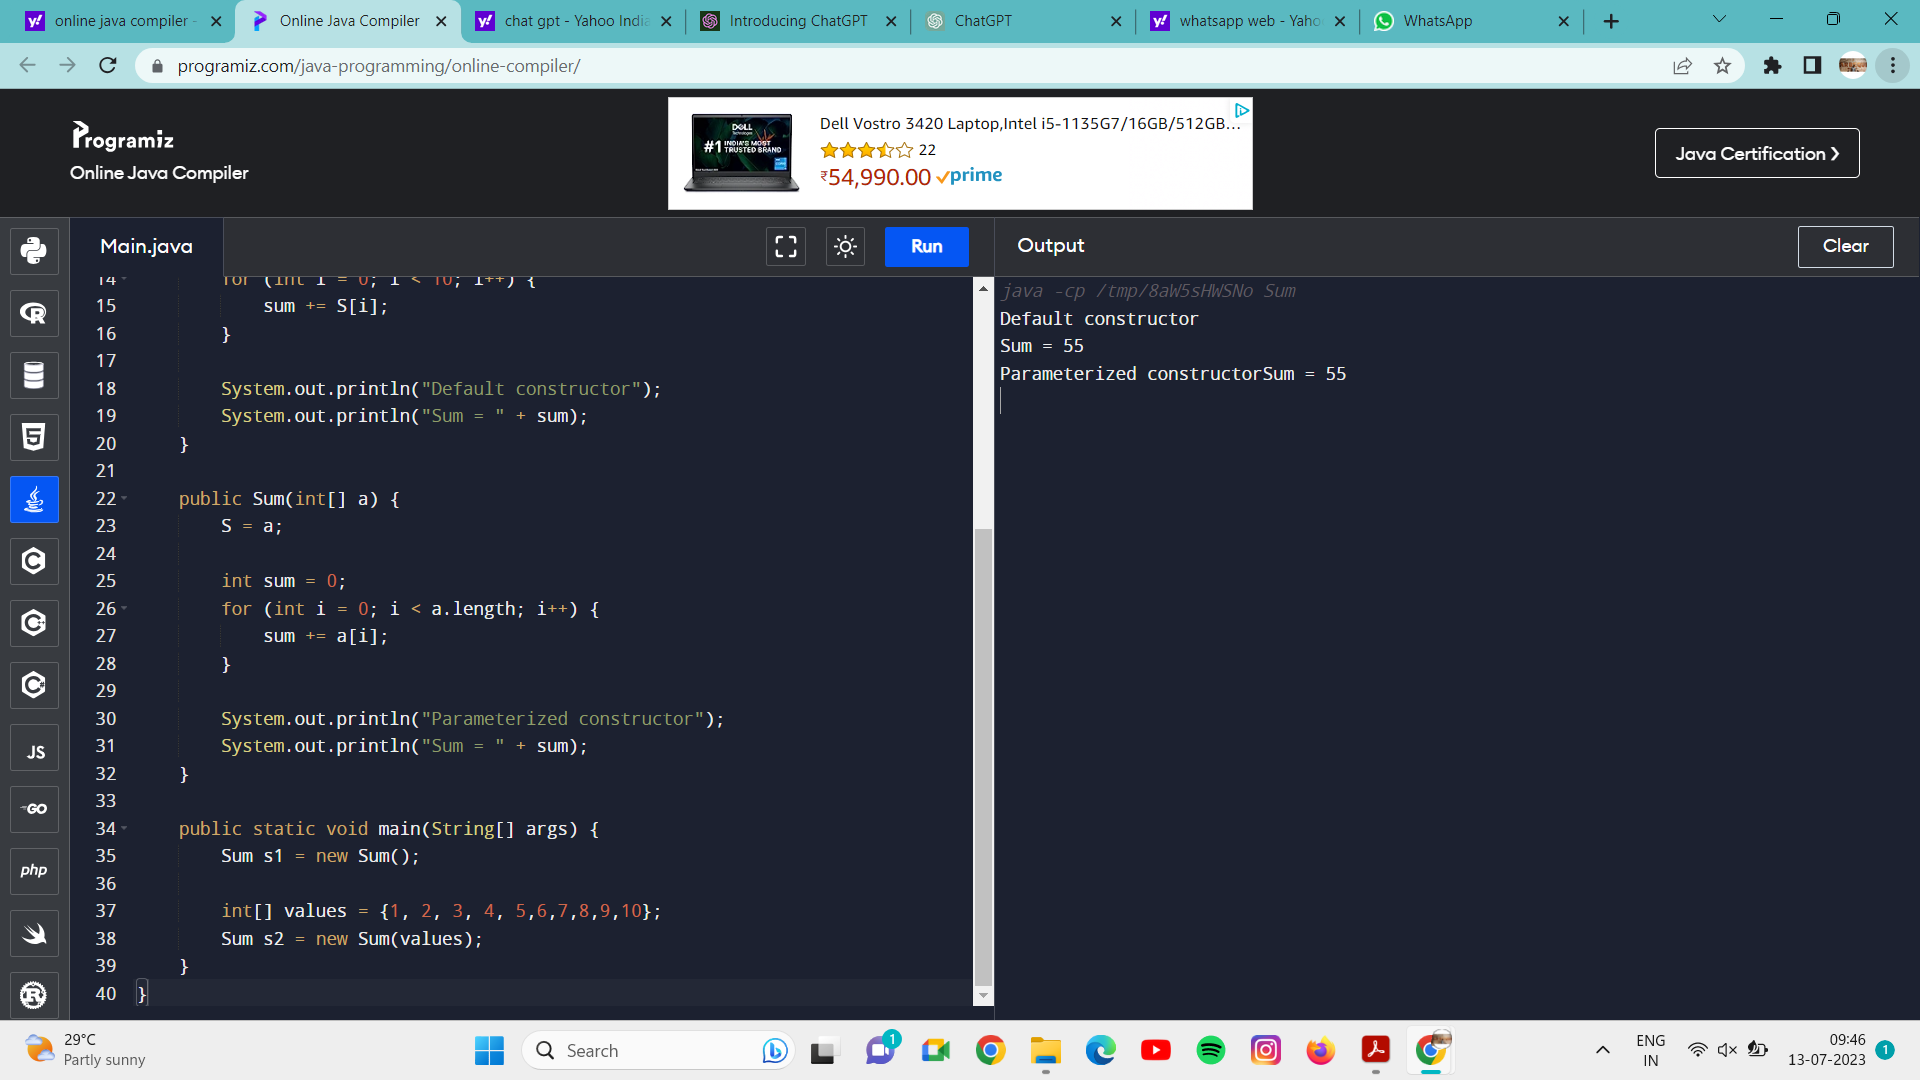 online java compiler -
Online Java Compiler
chat gpt - Yahoo India
Introducing ChatGPT
ChatGPT
whatsapp web - Yaho
WhatsApp
programiz.com/java-programming/online-compiler/
Programiz
Online Java Compiler
DELL
Technologies
#1 INDIA'S MOST
TRUSTED BRAND
Dell Vostro 3420 Laptop,Intel i5-1135G7/16GB/512GB...
22
₹54,990.00 prime
Java Certification ❯
Main.java
Run
Output
Clear
14 for (int i = 0; i < 10; i++) {
15 sum += S[i];
16 }
17
18 System.out.println("Default constructor");
19 System.out.println("Sum = " + sum);
20 }
21
22 public Sum(int[] a) {
23 S = a;
24
25 int sum = 0;
26 for (int i = 0; i < a.length; i++) {
27 sum += a[i];
28 }
29
30 System.out.println("Parameterized constructor");
31 System.out.println("Sum = " + sum);
32 }
33
34 public static void main(String[] args) {
35 Sum s1 = new Sum();
36
37 int[] values = {1, 2, 3, 4, 5,6,7,8,9,10};
38 Sum s2 = new Sum(values);
39 }
40 }
java -cp /tmp/8aW5sHWSNo Sum
Default constructor
Sum = 55
Parameterized constructorSum = 55
JS
GO
php
29°C
Partly sunny
Search
1
ENG
IN
09:46
13-07-2023
1